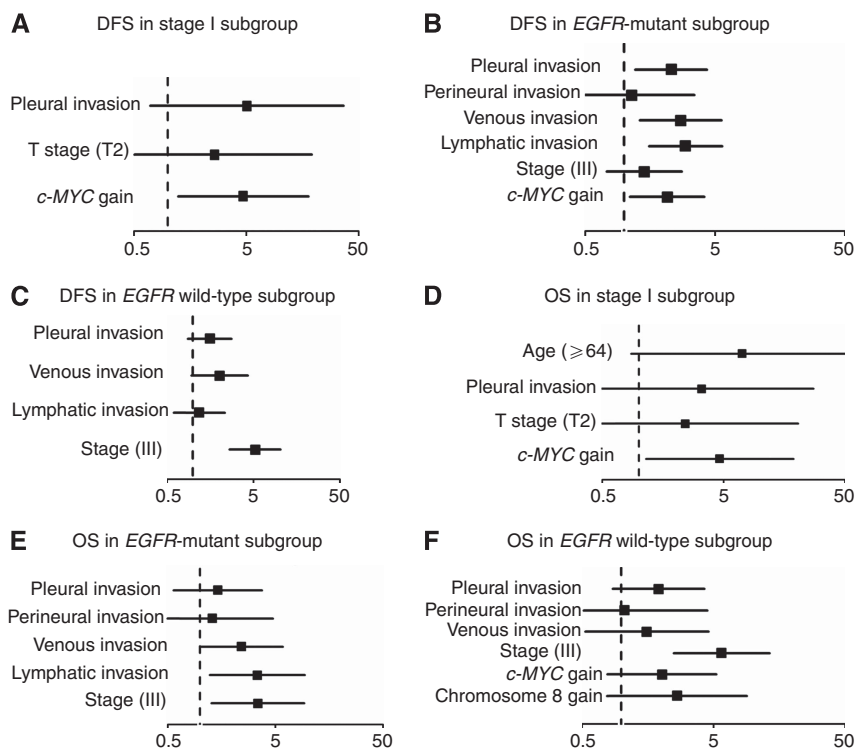 A
DFS in stage I subgroup
Pleural invasion
T stage (T2)
c-MYC gain
0.5 5 50
B
DFS in EGFR-mutant subgroup
Pleural invasion
Perineural invasion
Venous invasion
Lymphatic invasion
Stage (III)
c-MYC gain
0.5 5 50
C
DFS in EGFR wild-type subgroup
Pleural invasion
Venous invasion
Lymphatic invasion
Stage (III)
0.5 5 50
D
OS in stage I subgroup
Age (⩾64)
Pleural invasion
T stage (T2)
c-MYC gain
0.5 5 50
E
OS in EGFR-mutant subgroup
Pleural invasion
Perineural invasion
Venous invasion
Lymphatic invasion
Stage (III)
0.5 5 50
F
OS in EGFR wild-type subgroup
Pleural invasion
Perineural invasion
Venous invasion
Stage (III)
c-MYC gain
Chromosome 8 gain
0.5 5 50